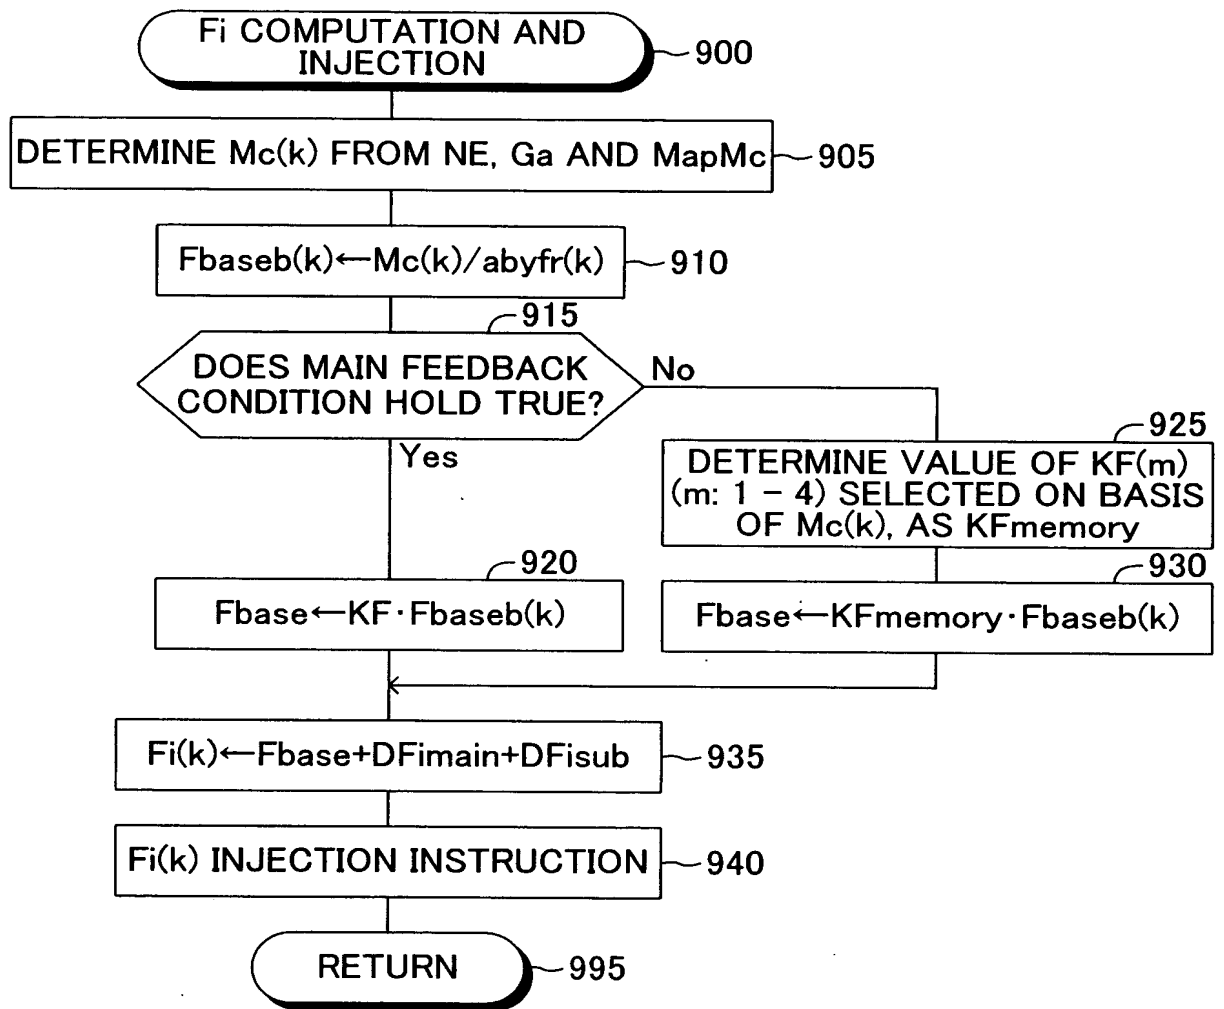 Fi COMPUTATION AND
INJECTION
900
DETERMINE Mc(k) FROM NE, Ga AND MapMc
905
Fbaseb(k)←Mc(k)/abyfr(k)
910
915
DOES MAIN FEEDBACK
CONDITION HOLD TRUE?
No
Yes
925
DETERMINE VALUE OF KF(m)
(m: 1 – 4) SELECTED ON BASIS
OF Mc(k), AS KFmemory
920
Fbase←KF·Fbaseb(k)
930
Fbase←KFmemory·Fbaseb(k)
Fi(k)←Fbase+DFimain+DFisub
935
Fi(k) INJECTION INSTRUCTION
940
RETURN
995